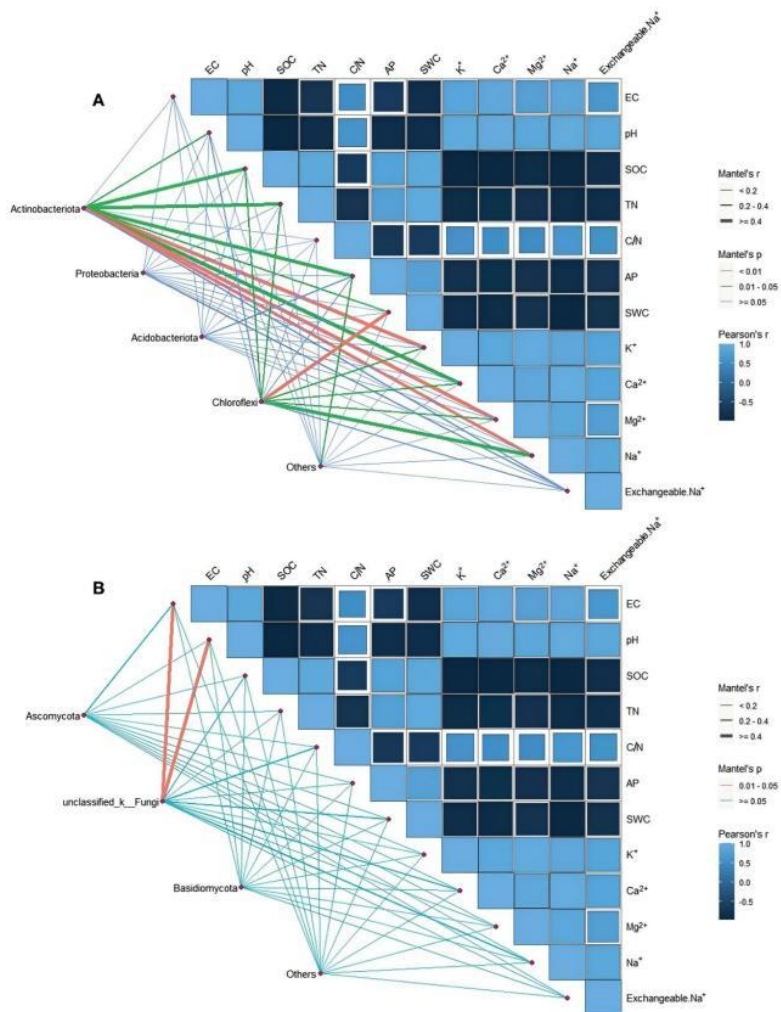 EC
pH
SOC
TN
C/N
AP
SWC
K⁺
Ca²⁺
Mg²⁺
Na⁺
Exchangeable.Na⁺
A
EC
pH
SOC
TN
C/N
AP
SWC
K⁺
Ca²⁺
Mg²⁺
Na⁺
Exchangeable.Na⁺
Actinobacteriota
Proteobacteria
Acidobacteriota
Chloroflexi
Others
Mantel's r
< 0.2
0.2 - 0.4
>= 0.4
Mantel's p
< 0.01
0.01 - 0.05
>= 0.05
Pearson's r
1.0
0.5
0.0
-0.5
EC
pH
SOC
TN
C/N
AP
SWC
K⁺
Ca²⁺
Mg²⁺
Na⁺
Exchangeable.Na⁺
B
EC
pH
SOC
TN
C/N
AP
SWC
K⁺
Ca²⁺
Mg²⁺
Na⁺
Exchangeable.Na⁺
Ascomycota
unclassified_k__Fungi
Basidiomycota
Others
Mantel's r
< 0.2
0.2 - 0.4
>= 0.4
Mantel's p
0.01 - 0.05
>= 0.05
Pearson's r
1.0
0.5
0.0
-0.5